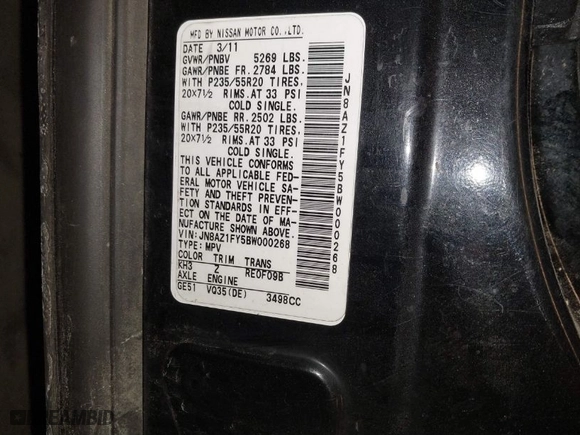 MFD BY NISSAN MOTOR CO.,LTD.
DATE 3/11
GVWR/PNBV 5269 LBS.
GAWR/PNBE FR. 2784 LBS.
WITH P235/55R20 TIRES.
20X7½ RIMS.AT 33 PSI
COLD SINGLE.
GAWR/PNBE RR. 2502 LBS.
WITH P235/55R20 TIRES.
20X7½ RIMS.AT 33 PSI
COLD SINGLE.
THIS VEHICLE CONFORMS
TO ALL APPLICABLE FED-
ERAL MOTOR VEHICLE SA-
FETY AND THEFT PREVEN-
TION STANDARDS IN EFF-
ECT ON THE DATE OF MA-
NUFACTURE SHOWN ABOVE.
VIN: JN8AZ1FY5BW000268
TYPE: MPV
COLOR TRIM TRANS
KH3 Z RE0F09B
AXLE ENGINE
GE51 VQ35(DE) 3498CC
JN8AZ1FY5BW000268
DREAMBID